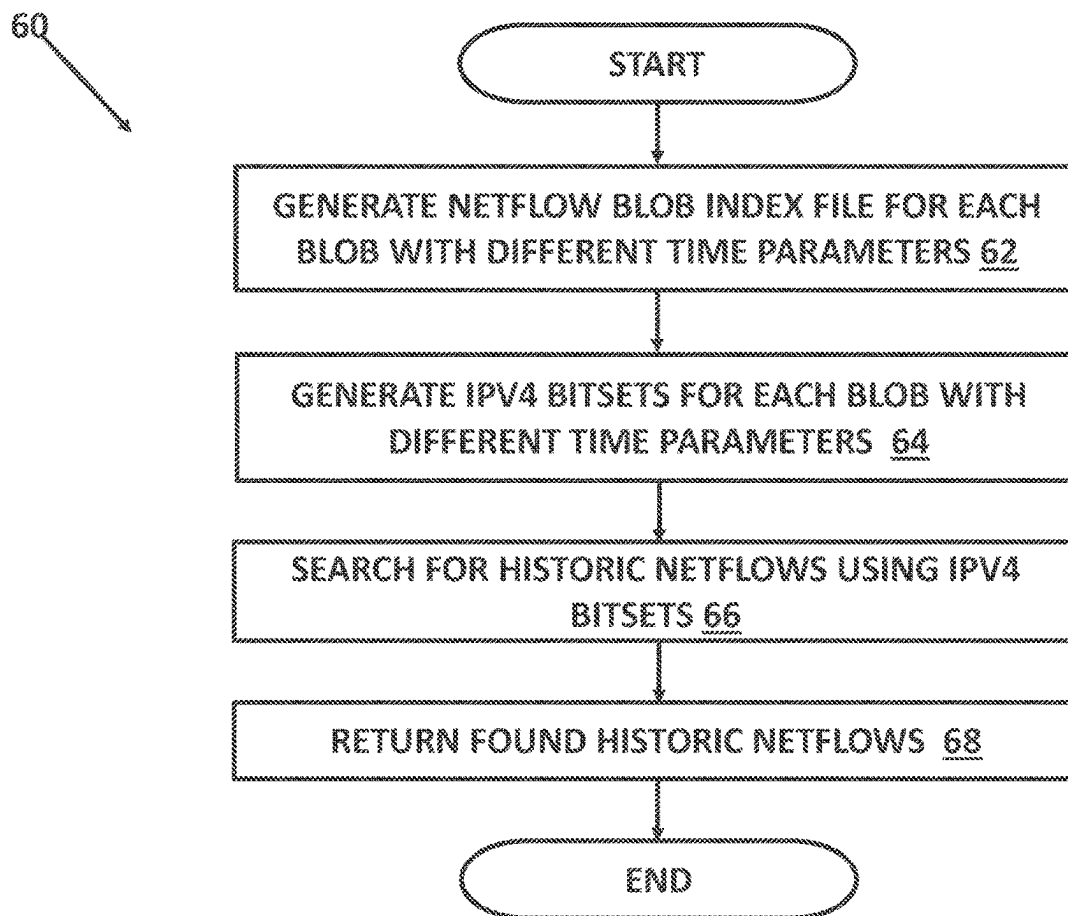 60
START
GENERATE NETFLOW BLOB INDEX FILE FOR EACH
BLOB WITH DIFFERENT TIME PARAMETERS 62
GENERATE IPV4 BITSETS FOR EACH BLOB WITH
DIFFERENT TIME PARAMETERS 64
SEARCH FOR HISTORIC NETFLOWS USING IPV4
BITSETS 66
RETURN FOUND HISTORIC NETFLOWS 68
END